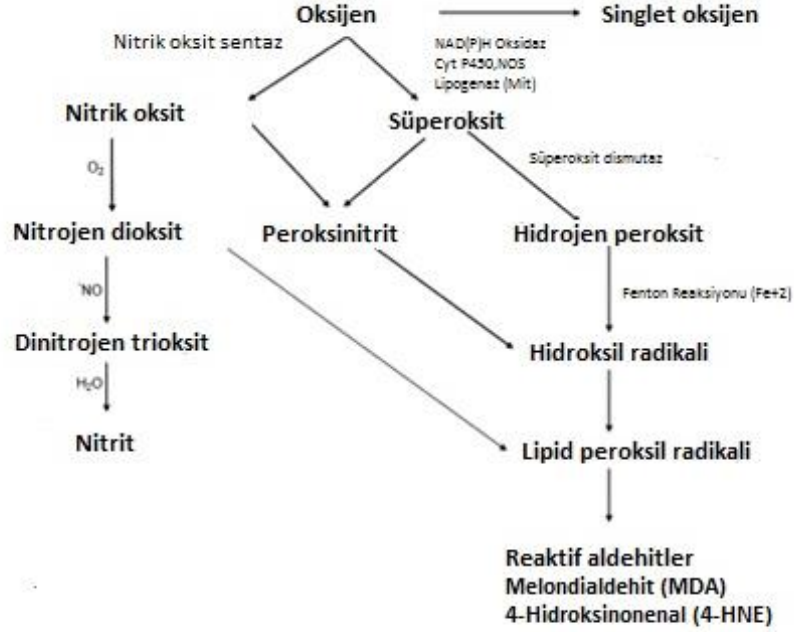 Oksijen
Singlet oksijen
Nitrik oksit sentaz
NAD(P)H Oksidaz
Cyt P450,NOS
Lipogenaz (Mit)
Nitrik oksit
Süperoksit
O₂
Süperoksit dismutaz
Nitrojen dioksit
Peroksinitrit
Hidrojen peroksit
˙NO
Fenton Reaksiyonu (Fe+2)
Dinitrojen trioksit
Hidroksil radikali
H₂O
Nitrit
Lipid peroksil radikali
Reaktif aldehitler
Melondialdehit (MDA)
4-Hidroksinonenal (4-HNE)